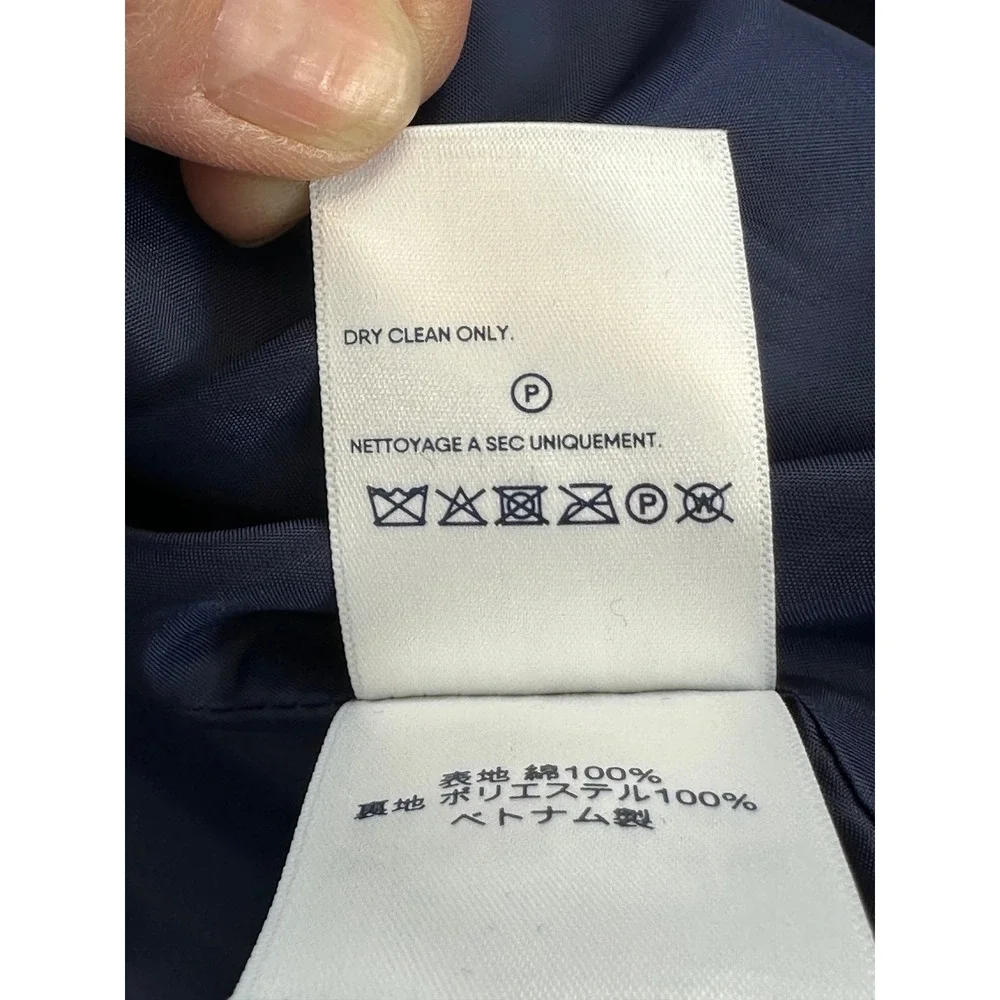 DRY CLEAN ONLY.
P
NETTOYAGE A SEC UNIQUEMENT.
P W
表地 綿100%
裏地 ポリエステル100%
ベトナム製